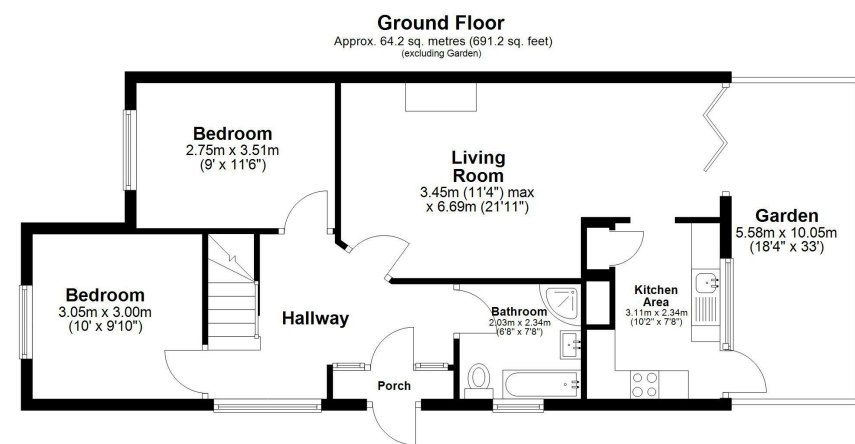 Ground Floor
Approx. 64.2 sq. metres (691.2 sq. feet)
(excluding Garden)
Bedroom
2.75m x 3.51m
(9' x 11'6")
Living
Room
3.45m (11'4") max
x 6.69m (21'11")
Garden
5.58m x 10.05m
(18'4" x 33')
Bedroom
3.05m x 3.00m
(10' x 9'10")
Hallway
Bathroom
2.03m x 2.34m
(6'8" x 7'8")
Kitchen
Area
3.11m x 2.34m
(10'2" x 7'8")
Porch